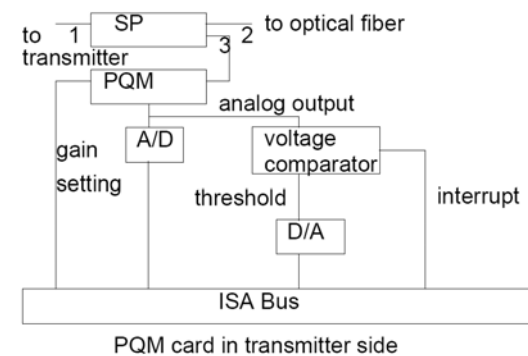 SP
to optical fiber
to 1
2
3
transmitter
PQM
analog output
A/D
voltage
comparator
gain
setting
threshold
interrupt
D/A
ISA Bus
PQM card in transmitter side